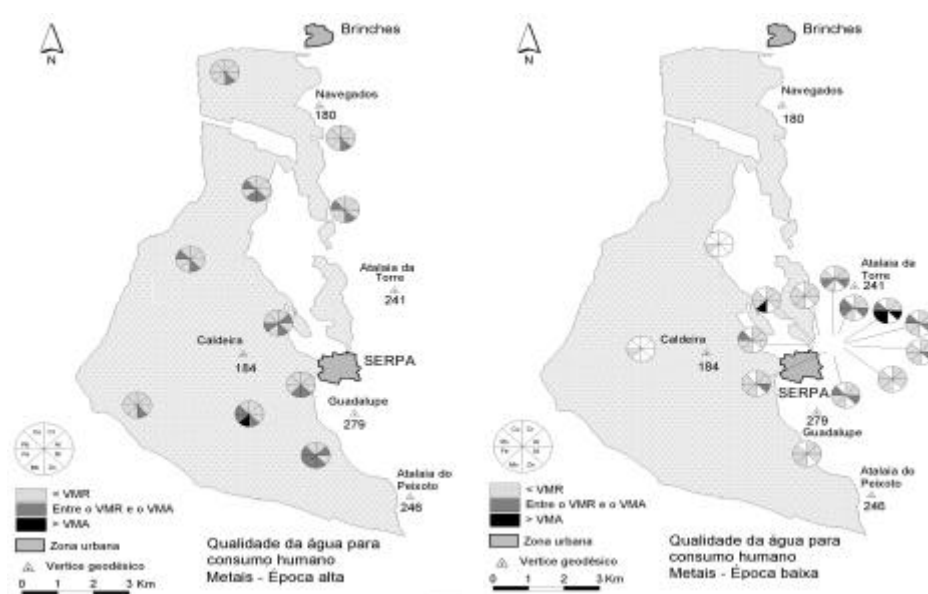 Brinches
N
Navegados
180
Atalaia da
Torre
241
Caldeira
184
SERPA
Guadalupe
279
Atalaia do
Peixoto
246
< VMR
Entre o VMR e o VMA
> VMA
Zona urbana
Vertice geodésico
0 1 2 3 Km
Qualidade da água para
consumo humano
Metais - Época alta
Brinches
N
Navegados
180
Atalaia da
Torre
241
Caldeira
184
SERPA
279
Guadalupe
Atalaia do
Peixoto
246
< VMR
Entre o VMR e o VMA
> VMA
Zona urbana
Vertice geodésico
0 1 2 3 Km
Qualidade da água para
consumo humano
Metais - Época baixa